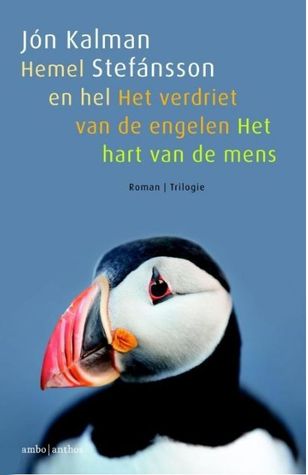 Jón Kalman
Hemel Stefánsson
en hel Het verdriet
van de engelen Het
hart van de mens
Roman | Trilogie
ambo|anthos